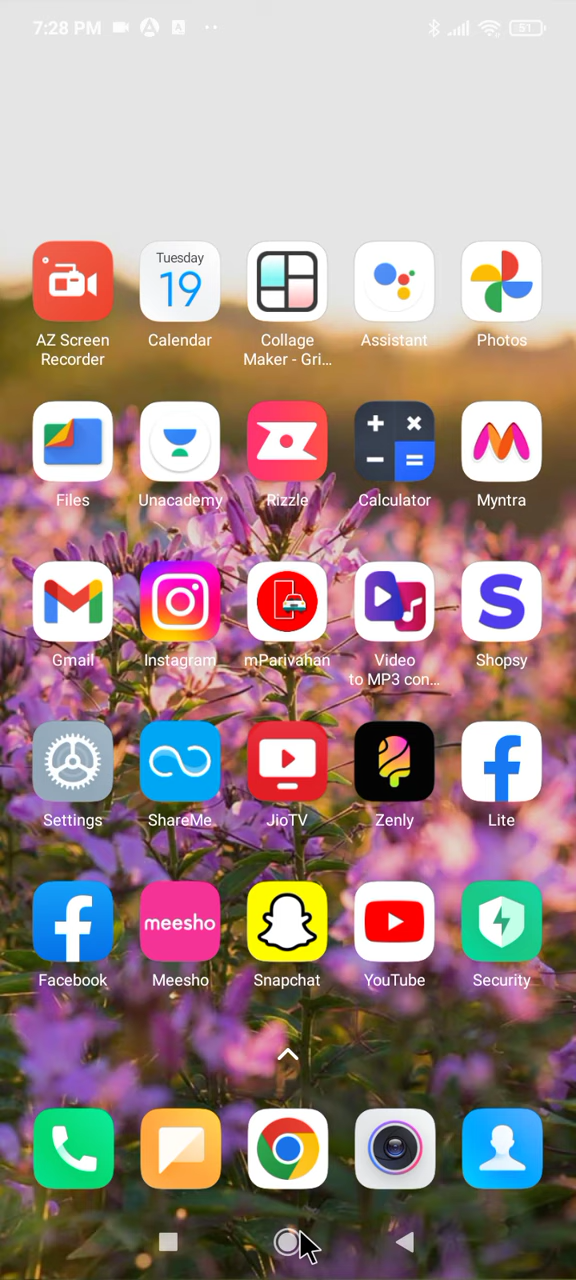 7:28 PM
51
Tuesday
19
AZ Screen
Recorder
Calendar
Collage
Maker - Gri...
Assistant
Photos
Files
Unacademy
Rizzle
Calculator
Myntra
Gmail
Instagram
mParivahan
Video
to MP3 con...
Shopsy
Settings
ShareMe
JioTV
Zenly
Lite
meesho
Facebook
Meesho
Snapchat
YouTube
Security